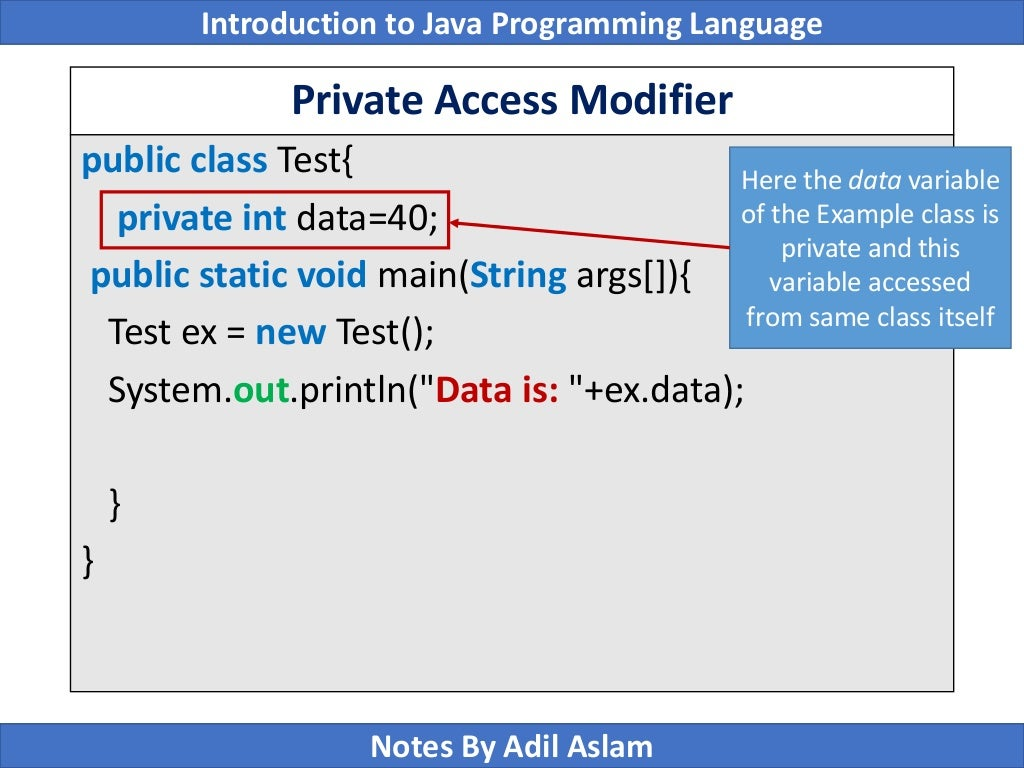 Introduction to Java Programming Language
Private Access Modifier
public class Test{
private int data=40;
public static void main(String args[]){
Test ex = new Test();
System.out.println("Data is: "+ex.data);
}
}
Here the data variable
of the Example class is
private and this
variable accessed
from same class itself
Notes By Adil Aslam